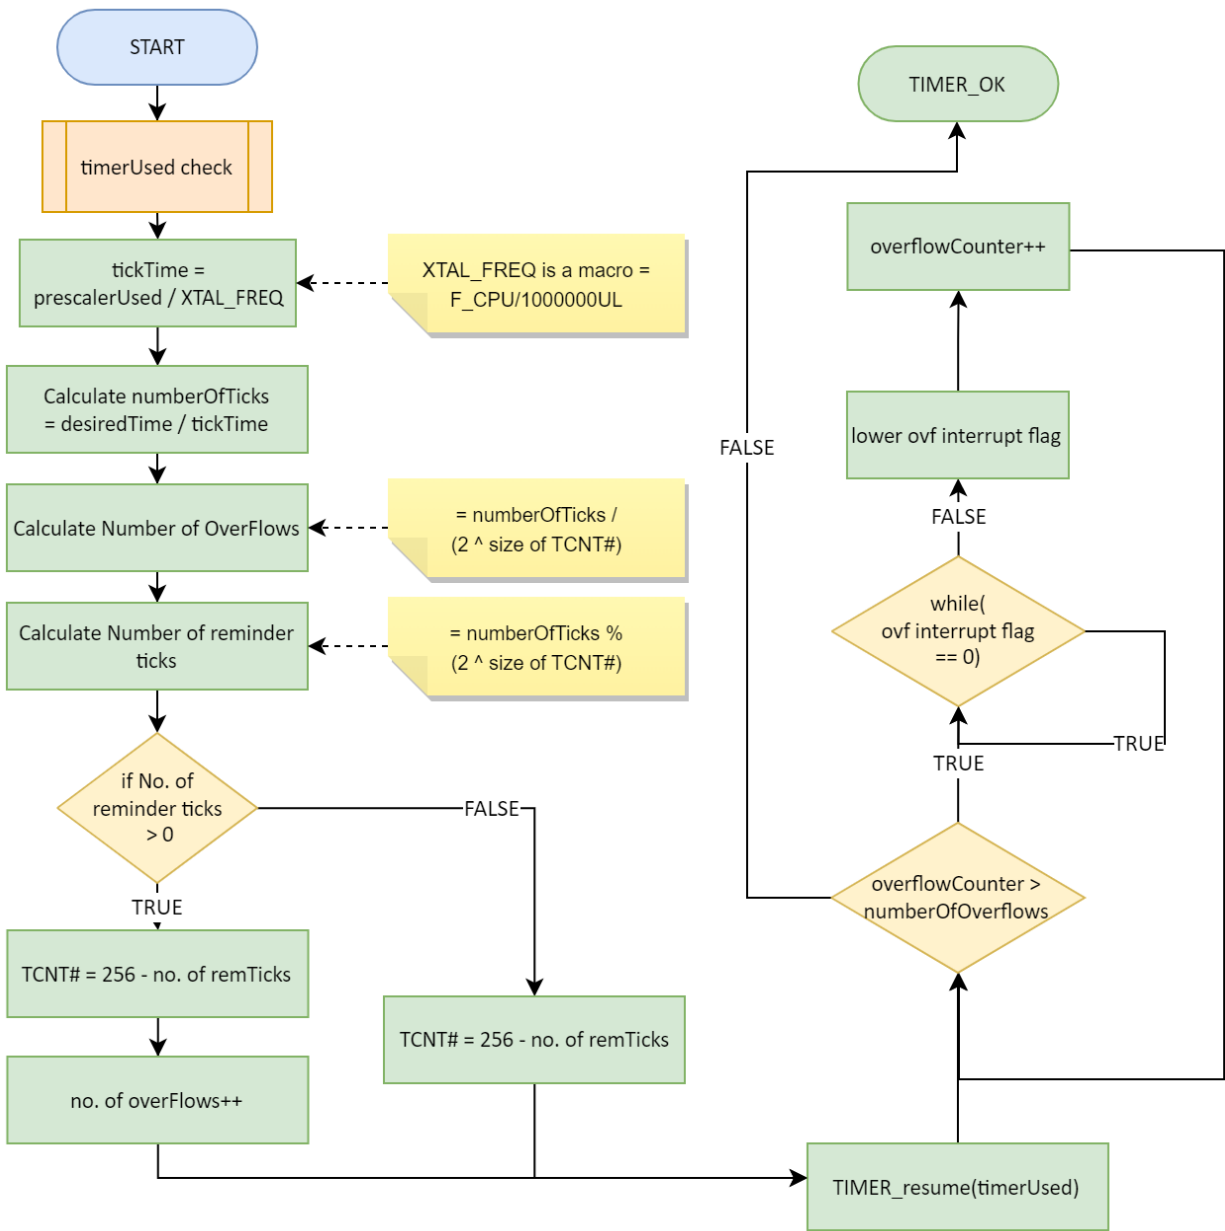 START
timerUsed check
tickTime =
prescalerUsed / XTAL_FREQ
XTAL_FREQ is a macro =
F_CPU/1000000UL
Calculate numberOfTicks
= desiredTime / tickTime
Calculate Number of OverFlows
= numberOfTicks /
(2 ^ size of TCNT#)
Calculate Number of reminder
ticks
= numberOfTicks %
(2 ^ size of TCNT#)
if No. of
reminder ticks
> 0
FALSE
TRUE
TCNT# = 256 - no. of remTicks
no. of overFlows++
TCNT# = 256 - no. of remTicks
TIMER_resume(timerUsed)
overflowCounter >
numberOfOverflows
TRUE
FALSE
while(
ovf interrupt flag
== 0)
TRUE
FALSE
lower ovf interrupt flag
overflowCounter++
TIMER_OK